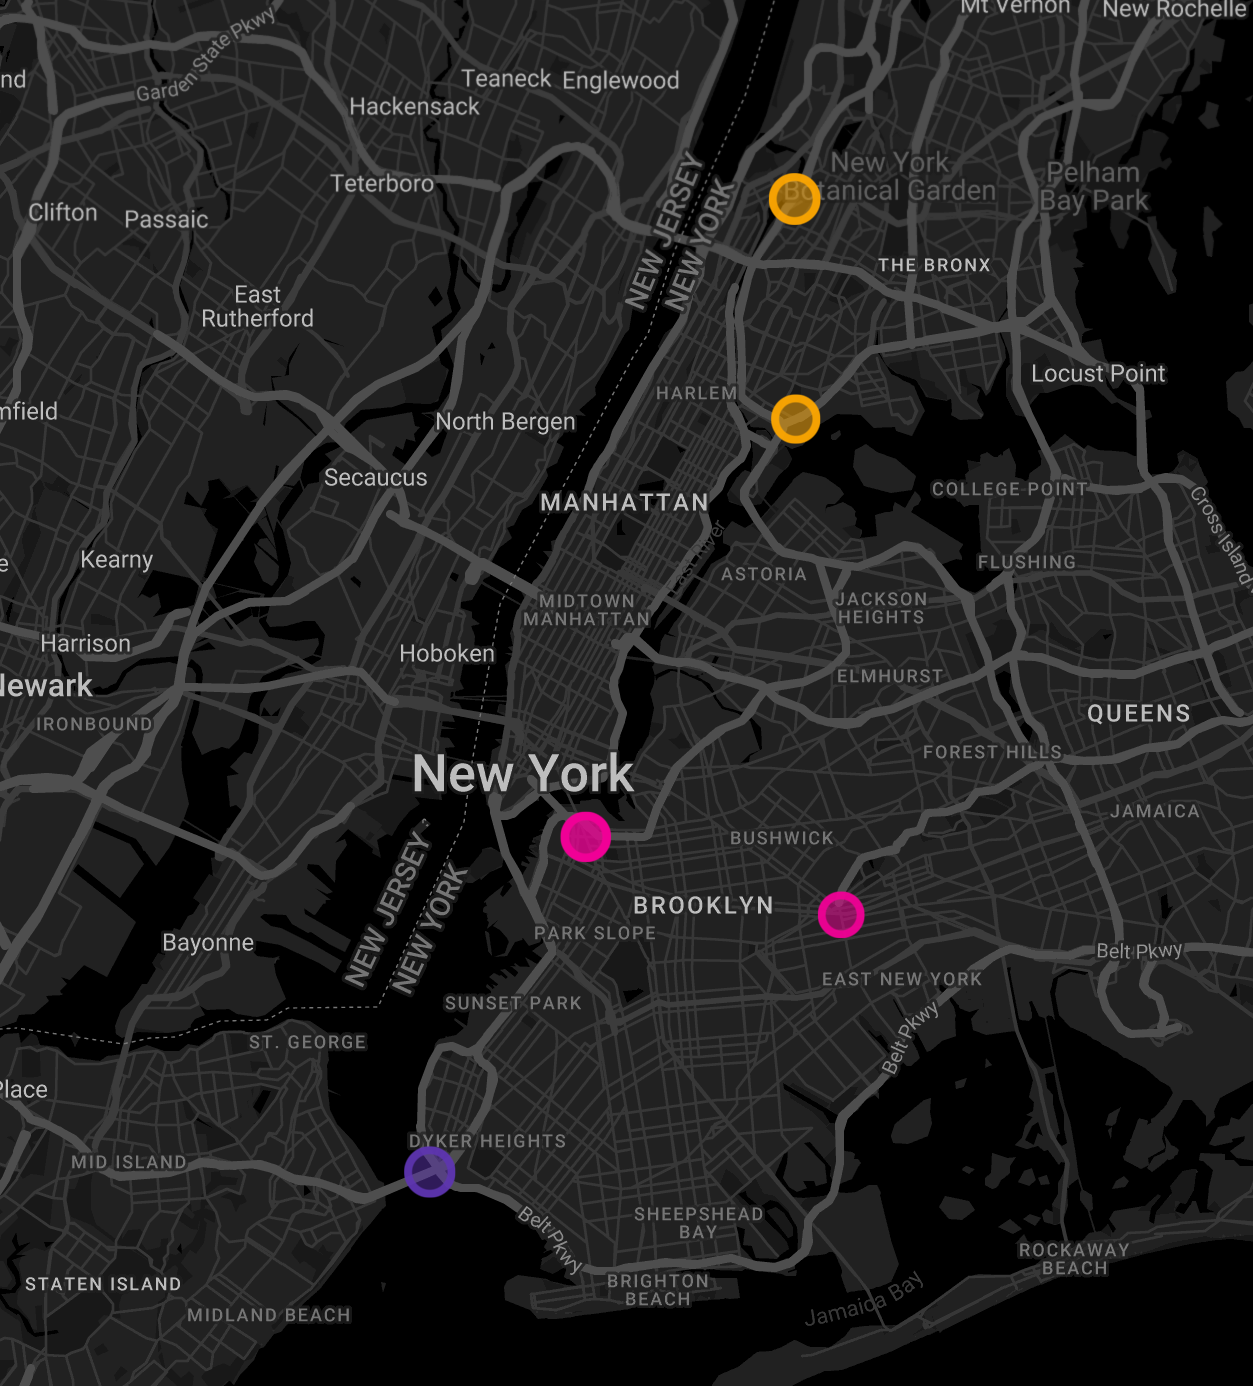 Mt Vernon
New Rochelle
Garden State Pkwy
nd
Teaneck
Englewood
Hackensack
New York
Botanical Garden
Pelham
Bay Park
Teterboro
Clifton
Passaic
NEW JERSEY
NEW YORK
THE BRONX
East
Rutherford
Locust Point
HARLEM
mfield
North Bergen
Secaucus
MANHATTAN
COLLEGE POINT
Cross Island
East River
Kearny
e
FLUSHING
ASTORIA
MIDTOWN
MANHATTAN
JACKSON
HEIGHTS
Harrison
Hoboken
ELMHURST
Newark
IRONBOUND
QUEENS
FOREST HILLS
New York
JAMAICA
BUSHWICK
NEW JERSEY
NEW YORK
BROOKLYN
PARK SLOPE
Bayonne
Belt Pkwy
EAST NEW YORK
SUNSET PARK
Belt Pkwy
ST. GEORGE
Place
DYKER HEIGHTS
MID ISLAND
Belt Pkwy
SHEEPSHEAD
BAY
ROCKAWAY
BEACH
STATEN ISLAND
BRIGHTON
BEACH
MIDLAND BEACH
Jamaica Bay